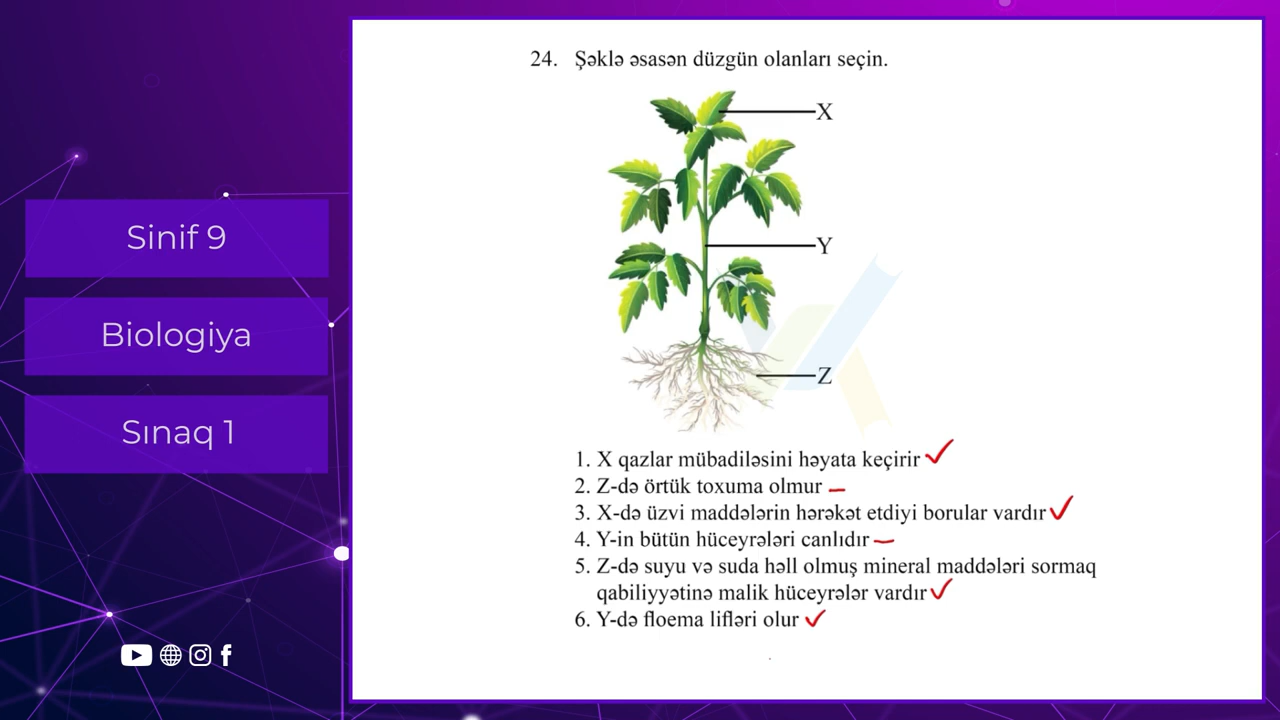 Sinif 9
Biologiya
Sınaq 1
24. Şəklə əsasən düzgün olanları seçin.
X
Y
Z
1. X qazlar mübadiləsini həyata keçirir
2. Z-də örtük toxuma olmur
3. X-də üzvi maddələrin hərəkət etdiyi borular vardır
4. Y-in bütün hüceyrələri canlıdır
5. Z-də suyu və suda həll olmuş mineral maddələri sormaq
qabiliyyətinə malik hüceyrələr vardır
6. Y-də floema lifləri olur